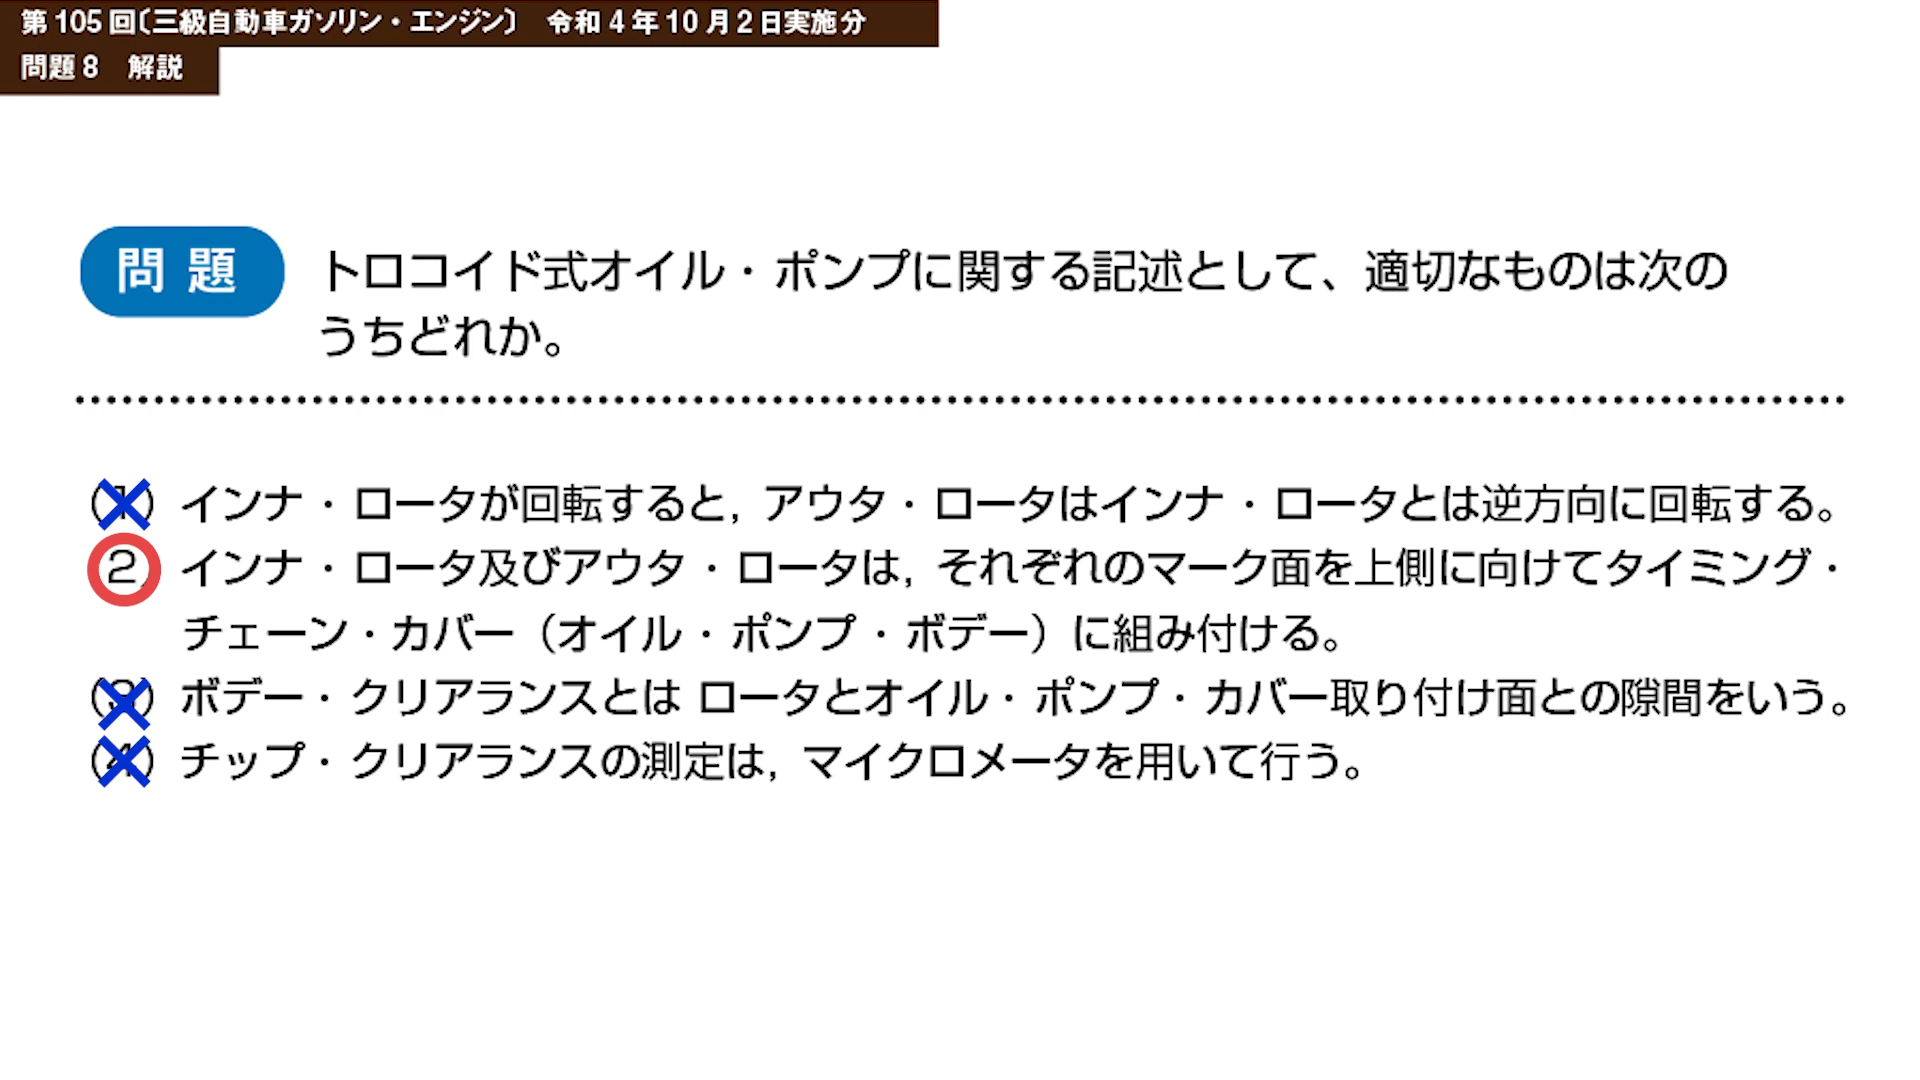 第105回〔三級自動車ガソリン・エンジン〕　令和4年10月2日実施分
問題8　解説
問題
トロコイド式オイル・ポンプに関する記述として、適切なものは次の
うちどれか。
(1) インナ・ロータが回転すると, アウタ・ロータはインナ・ロータとは逆方向に回転する。
(2) インナ・ロータ及びアウタ・ロータは, それぞれのマーク面を上側に向けてタイミング・
チェーン・カバー（オイル・ポンプ・ボデー）に組み付ける。
(3) ボデー・クリアランスとは ロータとオイル・ポンプ・カバー取り付け面との隙間をいう。
(4) チップ・クリアランスの測定は, マイクロメータを用いて行う。